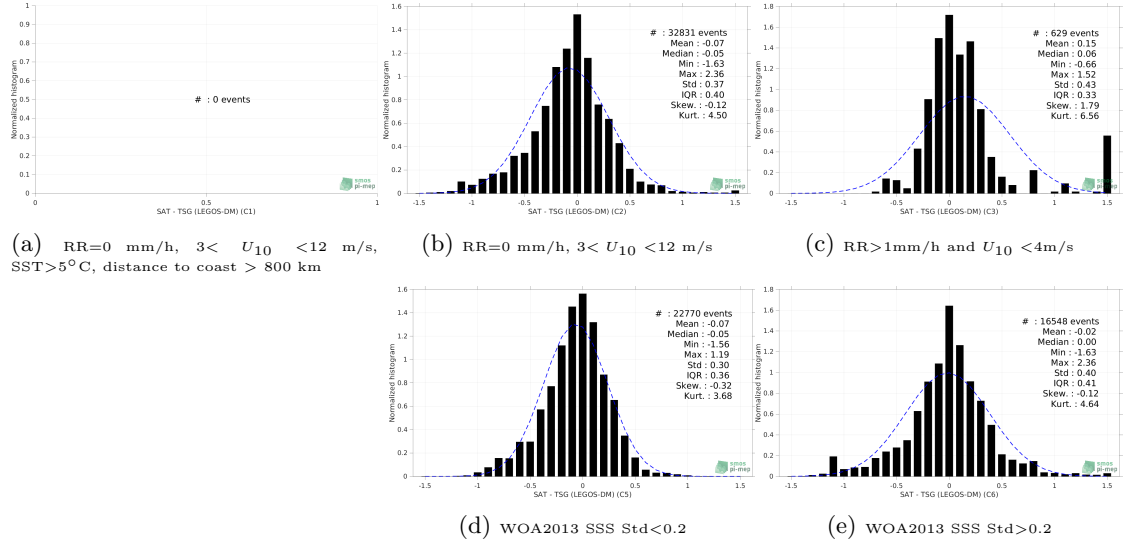 1
0.9
0.8
0.7
0.6
0.5
0.4
0.3
0.2
0.1
0
Normalized histogram
# : 0 events
smos
pi-mep
0 0.5 1
SAT - TSG (LEGOS-DM) (C1)
(a) RR=0 mm/h, 3< U10 <12 m/s,
SST>5°C, distance to coast > 800 km
1.6
1.4
1.2
1
0.8
0.6
0.4
0.2
0
Normalized histogram
# : 32831 events
Mean : -0.07
Median : -0.05
Min : -1.63
Max : 2.36
Std : 0.37
IQR : 0.40
Skew. : -0.12
Kurt. : 4.50
smos
pi-mep
-1.5 -1 -0.5 0 0.5 1 1.5
SAT - TSG (LEGOS-DM) (C2)
(b) RR=0 mm/h, 3< U10 <12 m/s
1.8
1.6
1.4
1.2
1
0.8
0.6
0.4
0.2
0
Normalized histogram
# : 629 events
Mean : 0.15
Median : 0.06
Min : -0.66
Max : 1.52
Std : 0.43
IQR : 0.33
Skew. : 1.79
Kurt. : 6.56
smos
pi-mep
-1.5 -1 -0.5 0 0.5 1 1.5
SAT - TSG (LEGOS-DM) (C3)
(c) RR>1mm/h and U10 <4m/s
1.6
1.4
1.2
1
0.8
0.6
0.4
0.2
0
Normalized histogram
# : 22770 events
Mean : -0.07
Median : -0.05
Min : -1.56
Max : 1.19
Std : 0.30
IQR : 0.36
Skew. : -0.32
Kurt. : 3.68
smos
pi-mep
-1.5 -1 -0.5 0 0.5 1 1.5
SAT - TSG (LEGOS-DM) (C5)
(d) WOA2013 SSS Std<0.2
1.8
1.6
1.4
1.2
1
0.8
0.6
0.4
0.2
0
Normalized histogram
# : 16548 events
Mean : -0.02
Median : 0.00
Min : -1.63
Max : 2.36
Std : 0.40
IQR : 0.41
Skew. : -0.12
Kurt. : 4.64
smos
pi-mep
-1.5 -1 -0.5 0 0.5 1 1.5
SAT - TSG (LEGOS-DM) (C6)
(e) WOA2013 SSS Std>0.2